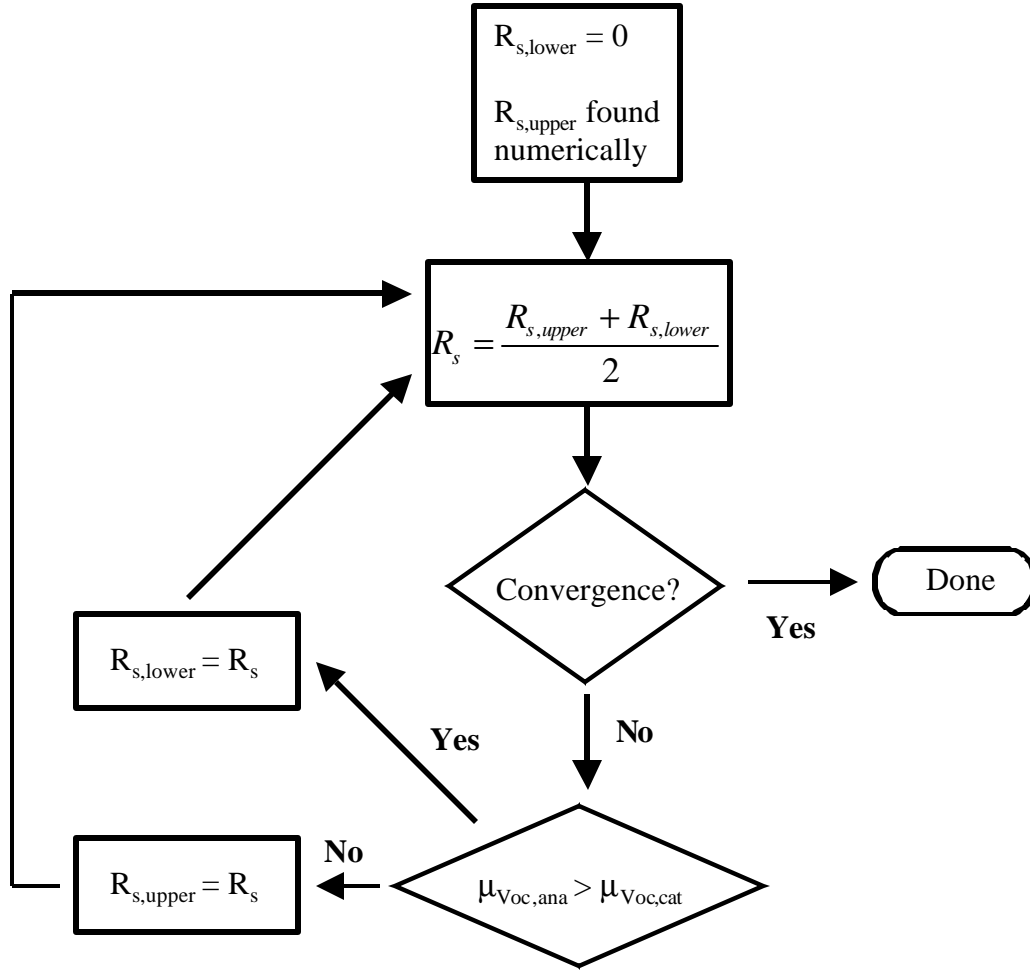 R_s,lower = 0
R_s,upper found
numerically
R_s = (R_s,upper + R_s,lower) / 2
Convergence?
Yes
Done
No
R_s,lower = R_s
Yes
No
R_s,upper = R_s
μ_Voc,ana > μ_Voc,cat